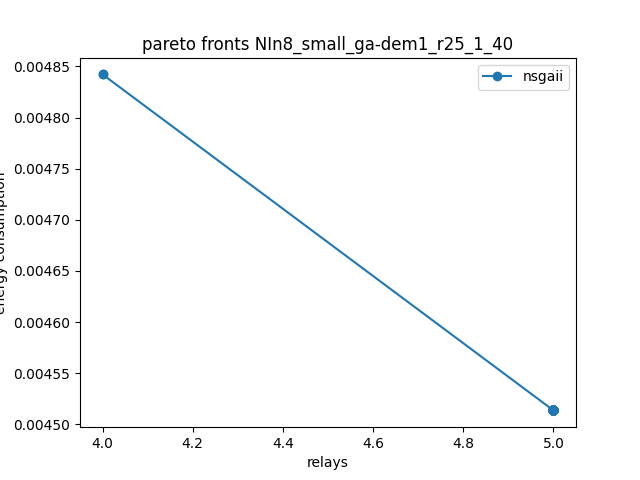 pareto fronts NIn8_small_ga-dem1_r25_1_40
nsgaii
0.00485
0.00480
0.00475
0.00470
0.00465
0.00460
0.00455
0.00450
energy consumption
4.0 4.2 4.4 4.6 4.8 5.0
relays